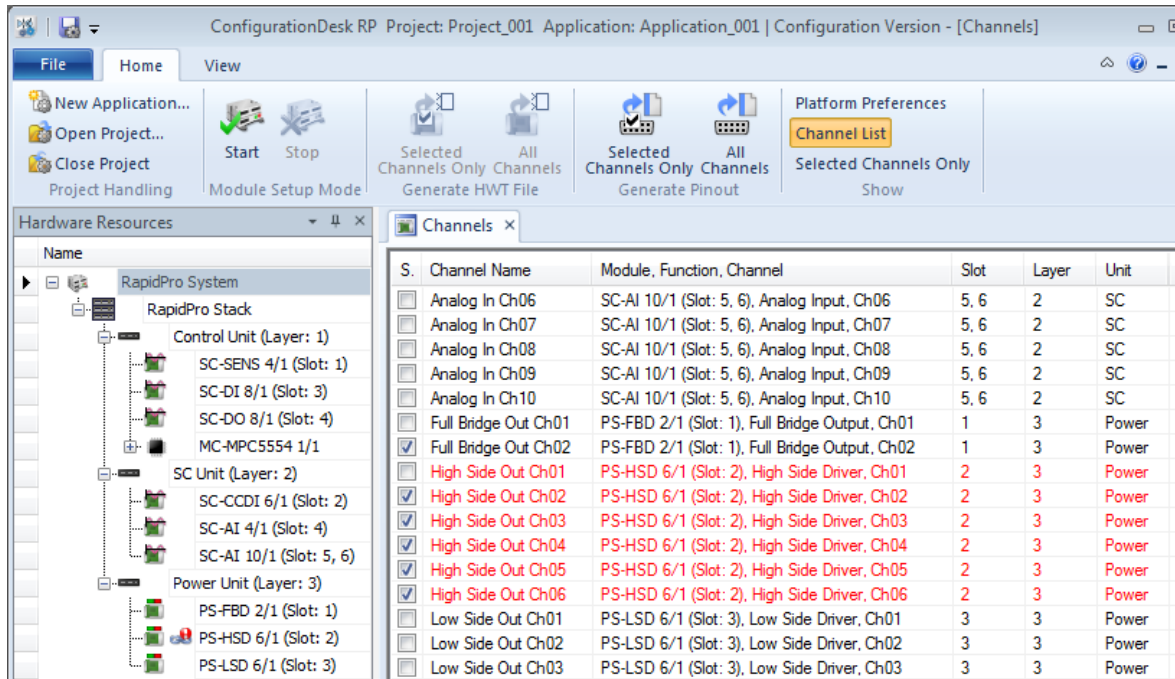 ConfigurationDesk RP Project: Project_001 Application: Application_001 | Configuration Version - [Channels]
File Home View
New Application...
Open Project...
Close Project
Project Handling
Start Stop
Module Setup Mode
Selected Channels Only
All Channels
Generate HWT File
Selected Channels Only
All Channels
Generate Pinout
Platform Preferences
Channel List
Selected Channels Only
Show
Hardware Resources
Name
RapidPro System
RapidPro Stack
Control Unit (Layer: 1)
SC-SENS 4/1 (Slot: 1)
SC-DI 8/1 (Slot: 3)
SC-DO 8/1 (Slot: 4)
MC-MPC5554 1/1
SC Unit (Layer: 2)
SC-CCDI 6/1 (Slot: 2)
SC-AI 4/1 (Slot: 4)
SC-AI 10/1 (Slot: 5, 6)
Power Unit (Layer: 3)
PS-FBD 2/1 (Slot: 1)
PS-HSD 6/1 (Slot: 2)
PS-LSD 6/1 (Slot: 3)
Channels
S. Channel Name Module, Function, Channel Slot Layer Unit
Analog In Ch06 SC-AI 10/1 (Slot: 5, 6), Analog Input, Ch06 5, 6 2 SC
Analog In Ch07 SC-AI 10/1 (Slot: 5, 6), Analog Input, Ch07 5, 6 2 SC
Analog In Ch08 SC-AI 10/1 (Slot: 5, 6), Analog Input, Ch08 5, 6 2 SC
Analog In Ch09 SC-AI 10/1 (Slot: 5, 6), Analog Input, Ch09 5, 6 2 SC
Analog In Ch10 SC-AI 10/1 (Slot: 5, 6), Analog Input, Ch10 5, 6 2 SC
Full Bridge Out Ch01 PS-FBD 2/1 (Slot: 1), Full Bridge Output, Ch01 1 3 Power
Full Bridge Out Ch02 PS-FBD 2/1 (Slot: 1), Full Bridge Output, Ch02 1 3 Power
High Side Out Ch01 PS-HSD 6/1 (Slot: 2), High Side Driver, Ch01 2 3 Power
High Side Out Ch02 PS-HSD 6/1 (Slot: 2), High Side Driver, Ch02 2 3 Power
High Side Out Ch03 PS-HSD 6/1 (Slot: 2), High Side Driver, Ch03 2 3 Power
High Side Out Ch04 PS-HSD 6/1 (Slot: 2), High Side Driver, Ch04 2 3 Power
High Side Out Ch05 PS-HSD 6/1 (Slot: 2), High Side Driver, Ch05 2 3 Power
High Side Out Ch06 PS-HSD 6/1 (Slot: 2), High Side Driver, Ch06 2 3 Power
Low Side Out Ch01 PS-LSD 6/1 (Slot: 3), Low Side Driver, Ch01 3 3 Power
Low Side Out Ch02 PS-LSD 6/1 (Slot: 3), Low Side Driver, Ch02 3 3 Power
Low Side Out Ch03 PS-LSD 6/1 (Slot: 3), Low Side Driver, Ch03 3 3 Power